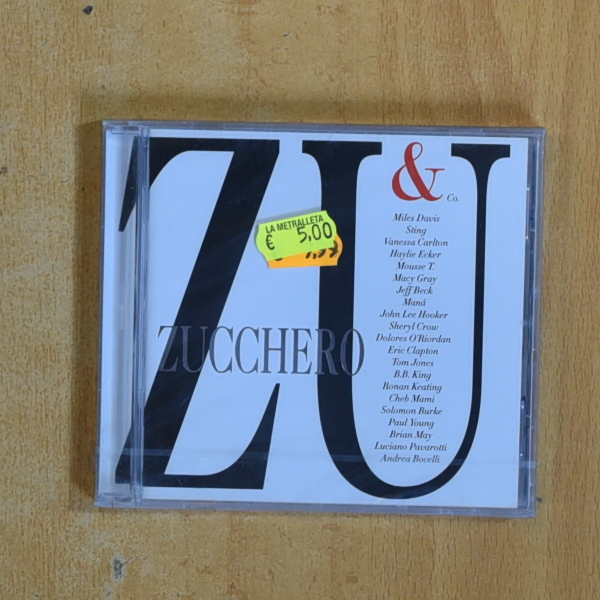 ZU
& Co.
LA METRALLETA
€ 5,00
ZUCCHERO
Miles Davis
Sting
Vanessa Carlton
Haylie Ecker
Mousse T.
Macy Gray
Jeff Beck
Maná
John Lee Hooker
Sheryl Crow
Dolores O'Riordan
Eric Clapton
Tom Jones
B.B. King
Ronan Keating
Cheb Mami
Solomon Burke
Paul Young
Brian May
Luciano Pavarotti
Andrea Bocelli